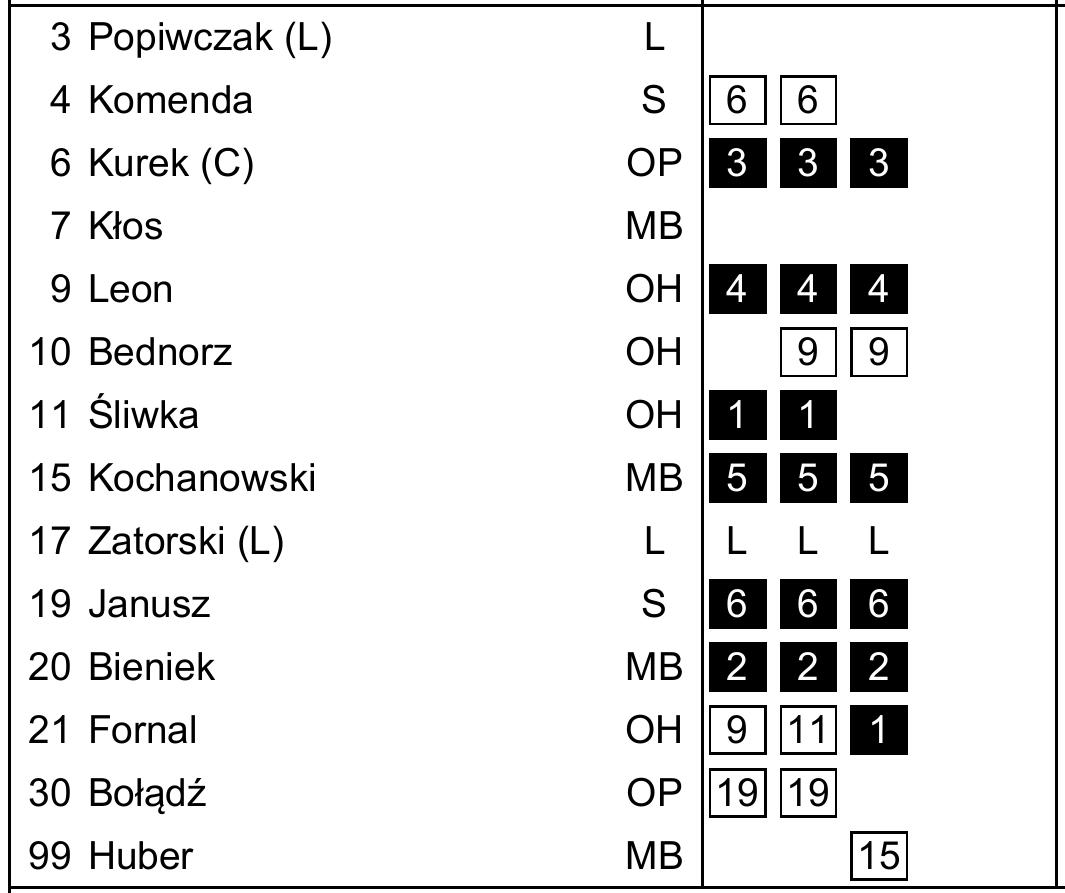 3 Popiwczak (L) L
4 Komenda S 6 6
6 Kurek (C) OP 3 3 3
7 Kłos MB
9 Leon OH 4 4 4
10 Bednorz OH 9 9
11 Śliwka OH 1 1
15 Kochanowski MB 5 5 5
17 Zatorski (L) L L L L
19 Janusz S 6 6 6
20 Bieniek MB 2 2 2
21 Fornal OH 9 11 1
30 Bołądź OP 19 19
99 Huber MB 15